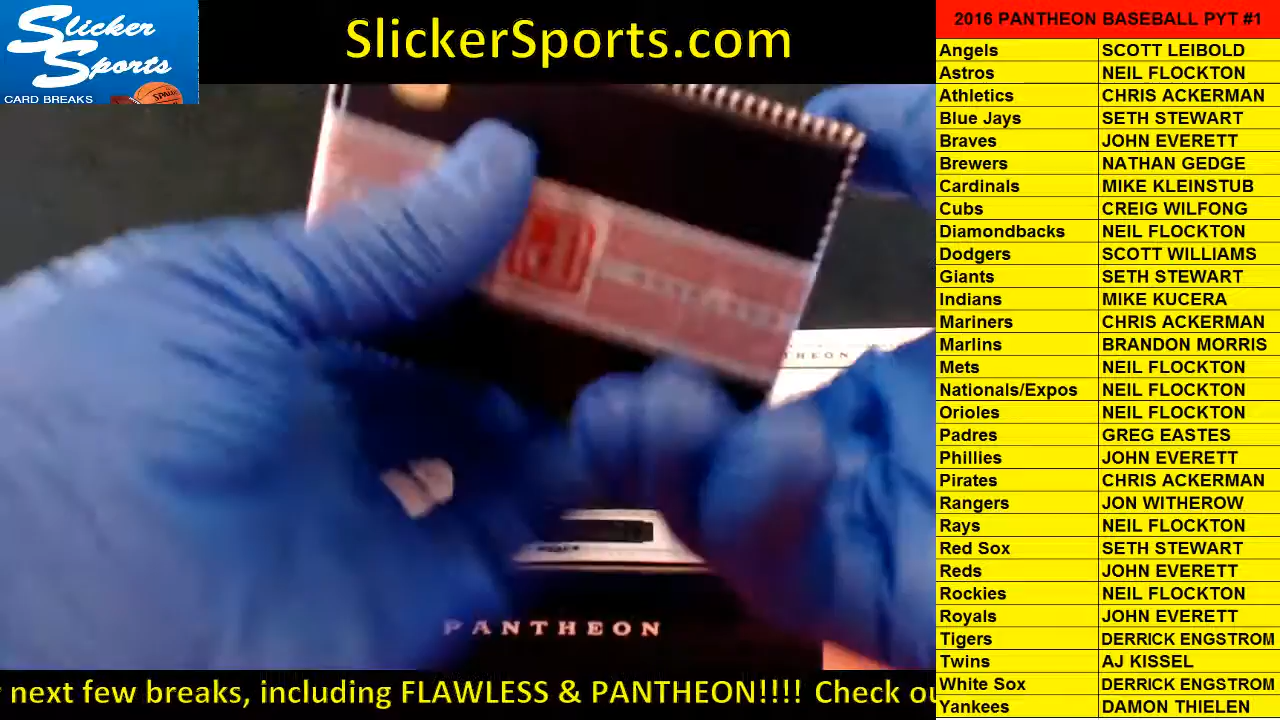 Slicker
Sports
CARD BREAKS
SlickerSports.com
PANTHEON
next few breaks, including FLAWLESS & PANTHEON!!!! Check ou
2016 PANTHEON BASEBALL PYT #1
Angels SCOTT LEIBOLD
Astros NEIL FLOCKTON
Athletics CHRIS ACKERMAN
Blue Jays SETH STEWART
Braves JOHN EVERETT
Brewers NATHAN GEDGE
Cardinals MIKE KLEINSTUB
Cubs CREIG WILFONG
Diamondbacks NEIL FLOCKTON
Dodgers SCOTT WILLIAMS
Giants SETH STEWART
Indians MIKE KUCERA
Mariners CHRIS ACKERMAN
Marlins BRANDON MORRIS
Mets NEIL FLOCKTON
Nationals/Expos NEIL FLOCKTON
Orioles NEIL FLOCKTON
Padres GREG EASTES
Phillies JOHN EVERETT
Pirates CHRIS ACKERMAN
Rangers JON WITHEROW
Rays NEIL FLOCKTON
Red Sox SETH STEWART
Reds JOHN EVERETT
Rockies NEIL FLOCKTON
Royals JOHN EVERETT
Tigers DERRICK ENGSTROM
Twins AJ KISSEL
White Sox DERRICK ENGSTROM
Yankees DAMON THIELEN